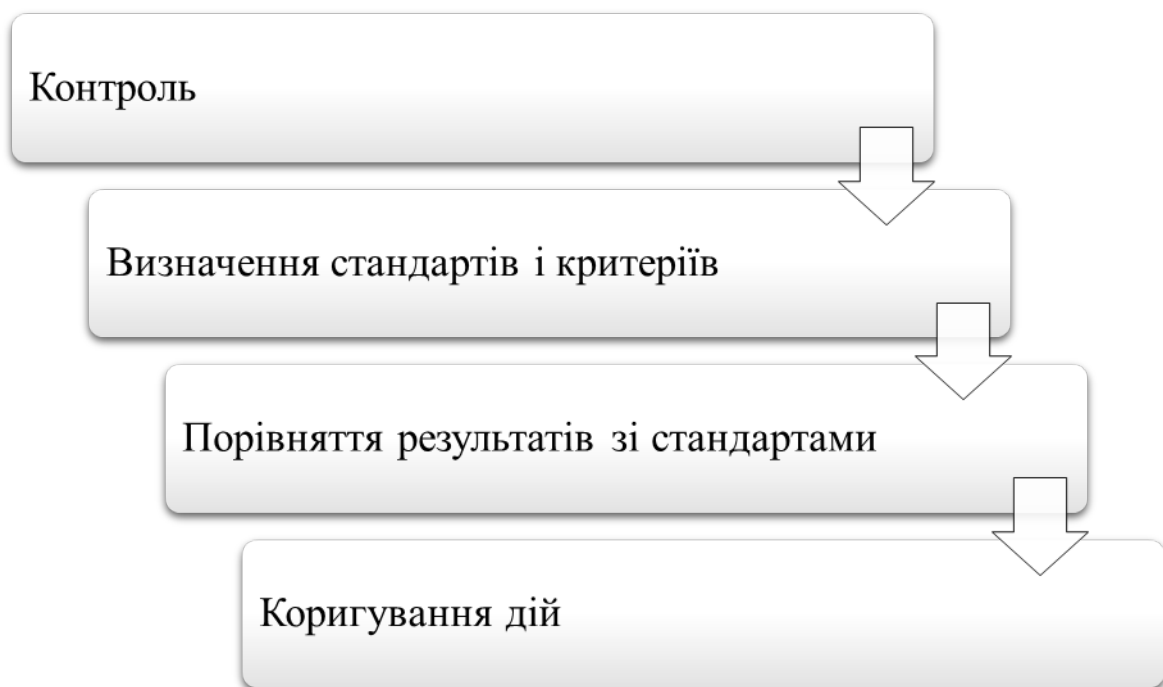 Контроль
Визначення стандартів і критеріїв
Порівняття результатів зі стандартами
Коригування дій